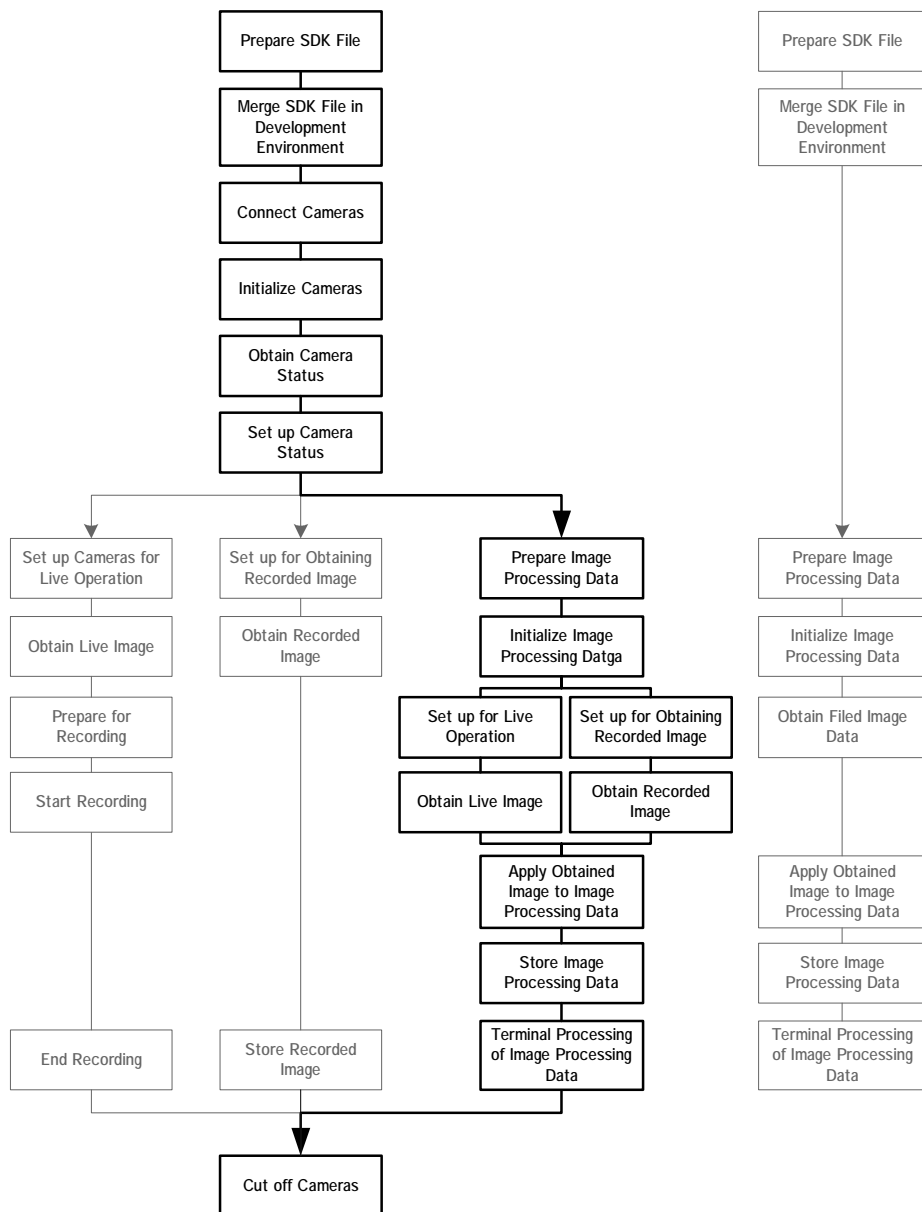 Prepare SDK File
Merge SDK File in
Development
Environment
Connect Cameras
Initialize Cameras
Obtain Camera
Status
Set up Camera
Status
Set up Cameras for
Live Operation
Obtain Live Image
Prepare for
Recording
Start Recording
End Recording
Set up for Obtaining
Recorded Image
Obtain Recorded
Image
Store Recorded
Image
Prepare Image
Processing Data
Initialize Image
Processing Datga
Set up for Live
Operation
Obtain Live Image
Set up for Obtaining
Recorded Image
Obtain Recorded
Image
Apply Obtained
Image to Image
Processing Data
Store Image
Processing Data
Terminal Processing
of Image Processing
Data
Cut off Cameras
Prepare SDK File
Merge SDK File in
Development
Environment
Prepare Image
Processing Data
Initialize Image
Processing Data
Obtain Filed Image
Data
Apply Obtained
Image to Image
Processing Data
Store Image
Processing Data
Terminal Processing
of Image Processing
Data